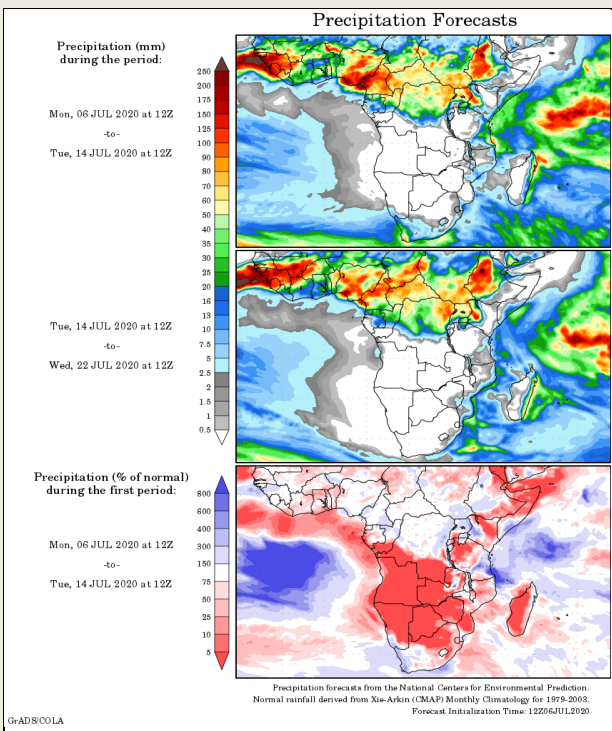 Precipitation Forecasts
Precipitation (mm)
during the period:
Mon, 06 JUL 2020 at 12Z
-to-
Tue, 14 JUL 2020 at 12Z
250
200
175
150
125
100
90
80
70
60
50
40
35
30
25
20
16
13
10
7.5
5
2.5
2
1.5
1
0.5
Tue, 14 JUL 2020 at 12Z
-to-
Wed, 22 JUL 2020 at 12Z
Precipitation (% of normal)
during the first period:
Mon, 06 JUL 2020 at 12Z
-to-
Tue, 14 JUL 2020 at 12Z
800
600
400
300
150
75
50
25
10
5
Precipitation forecasts from the National Centers for Environmental Prediction.
Normal rainfall derived from Xie-Arkin (CMAP) Monthly Climatology for 1979-2003.
Forecast Initialization Time: 12Z06JUL2020
GrADS/COLA